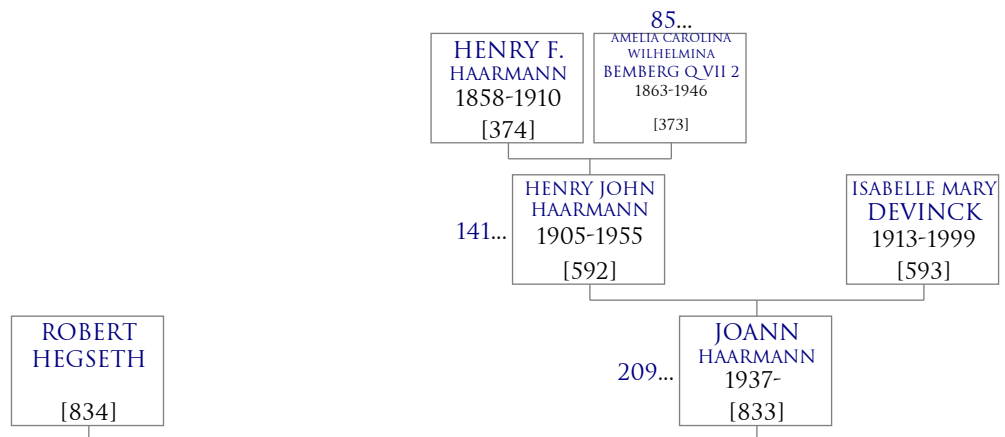 85...
HENRY F.
HAARMANN
1858-1910
[374]
AMELIA CAROLINA
WILHELMINA
BEMBERG Q VII 2
1863-1946
[373]
HENRY JOHN
HAARMANN
1905-1955
[592]
141...
ISABELLE MARY
DEVINCK
1913-1999
[593]
ROBERT
HEGSETH
[834]
JOANN
HAARMANN
1937-
[833]
209...